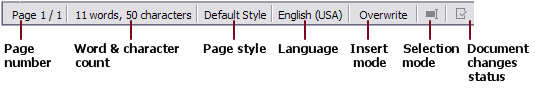 Page 1 / 1 11 words, 50 characters Default Style English (USA) Overwrite
Page number
Word & character count
Page style
Language
Insert mode
Selection mode
Document changes status